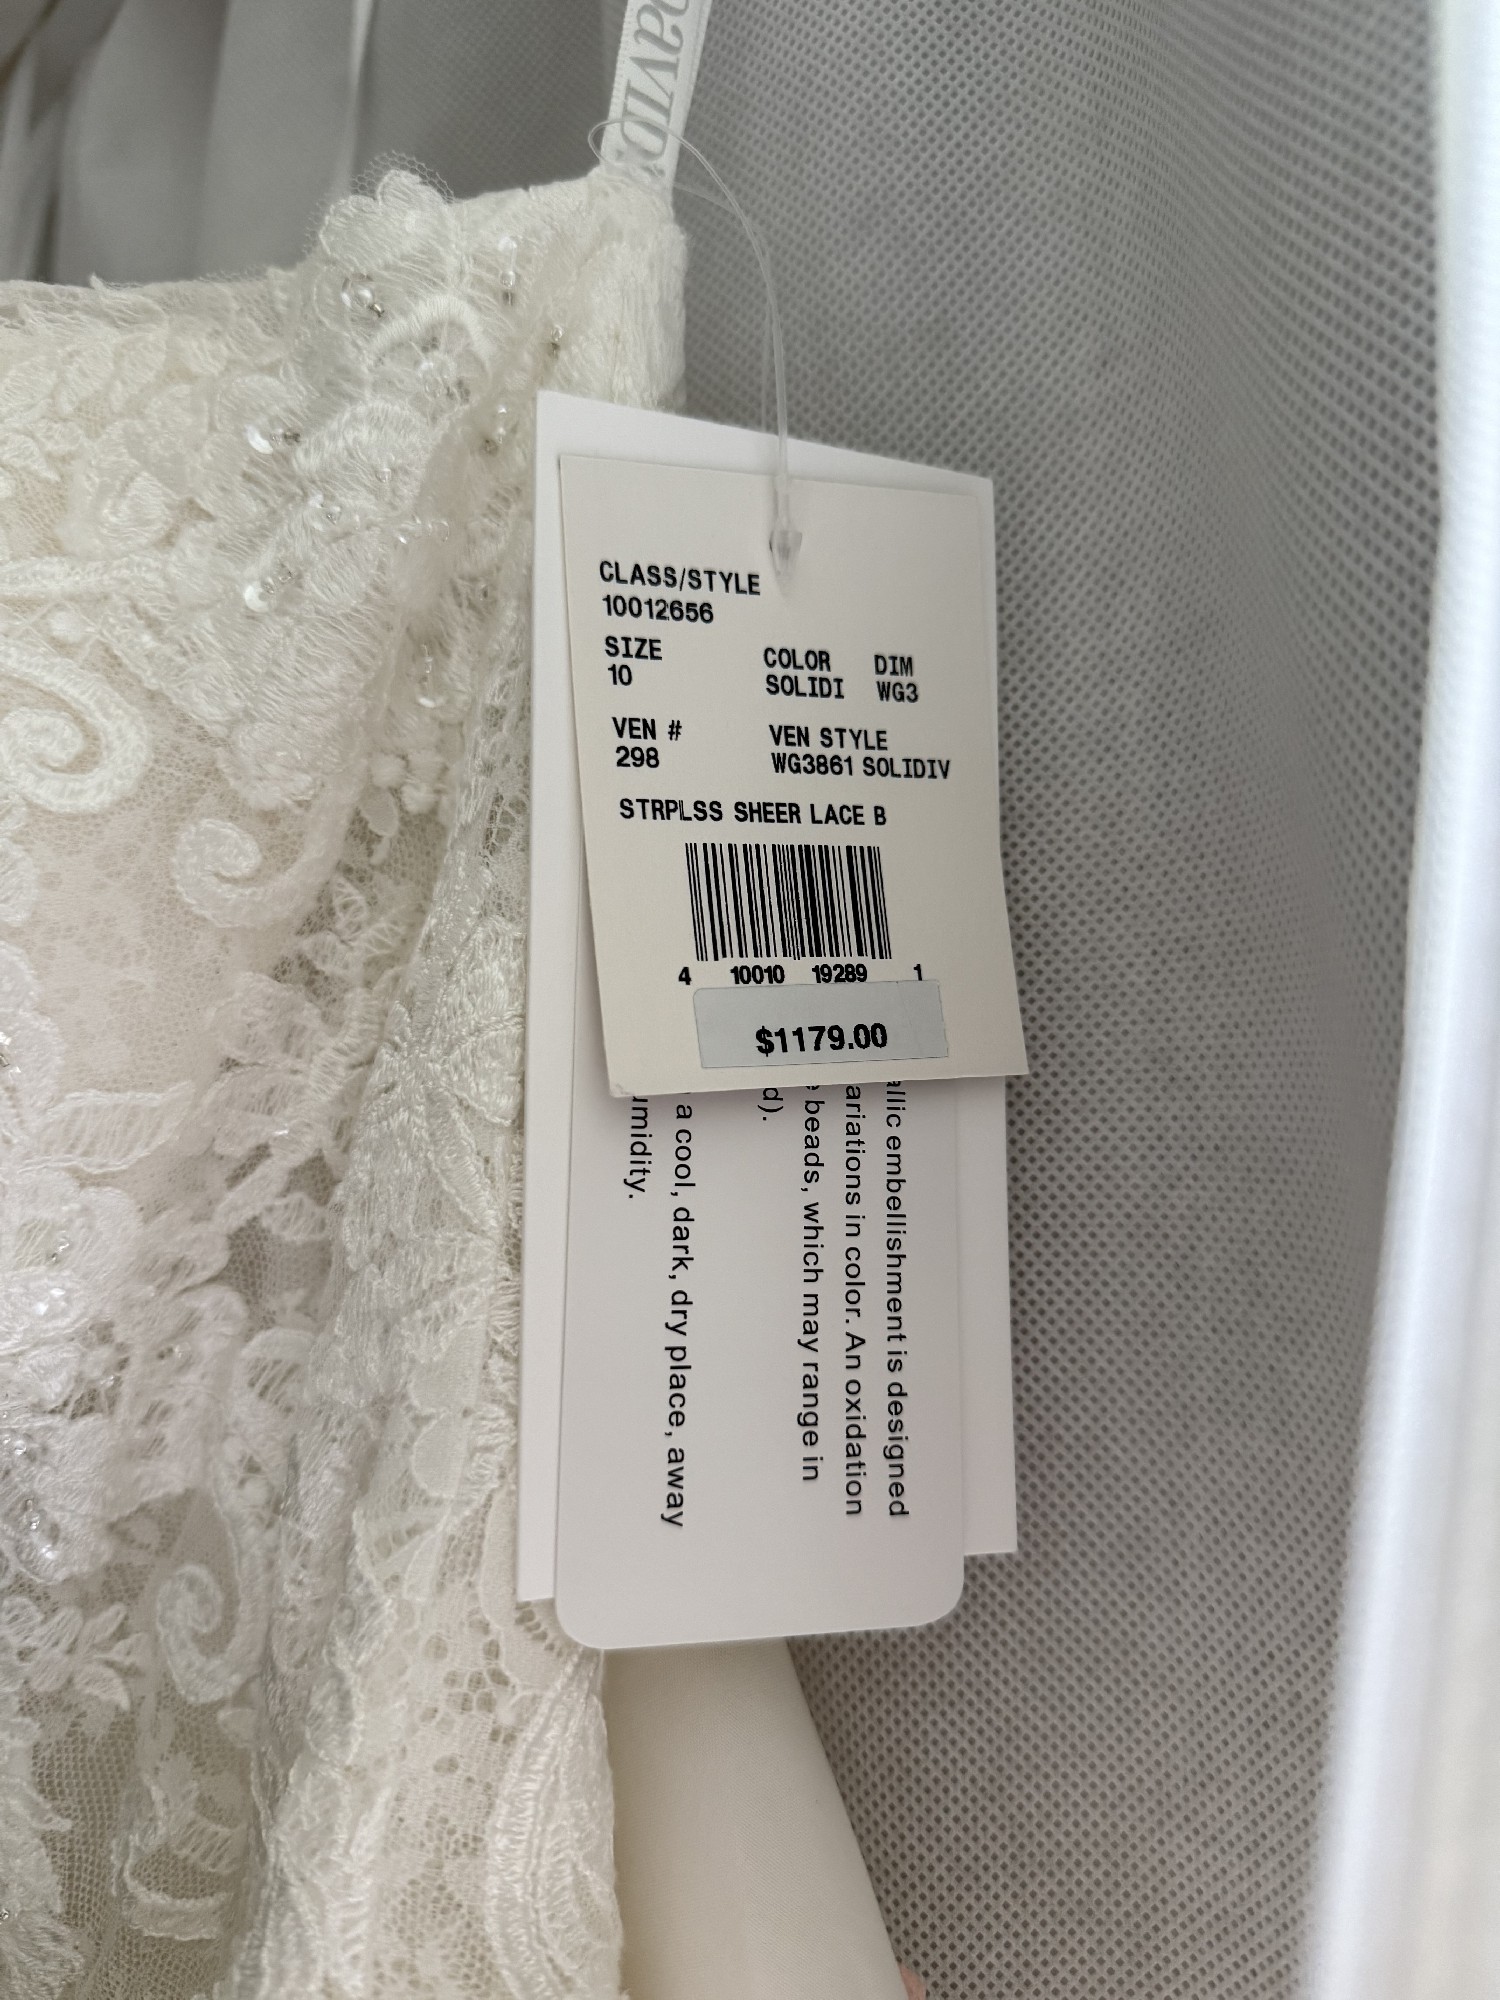 DAVID'
CLASS/STYLE
10012656
SIZE COLOR DIM
10 SOLIDI WG3
VEN # VEN STYLE
298 WG3861 SOLIDIV
STRPLSS SHEER LACE B
4 10010 19289 1
$1179.00
allic embellishment is designed
ariations in color. An oxidation
e beads, which may range in
d).
a cool, dark, dry place, away
umidity.